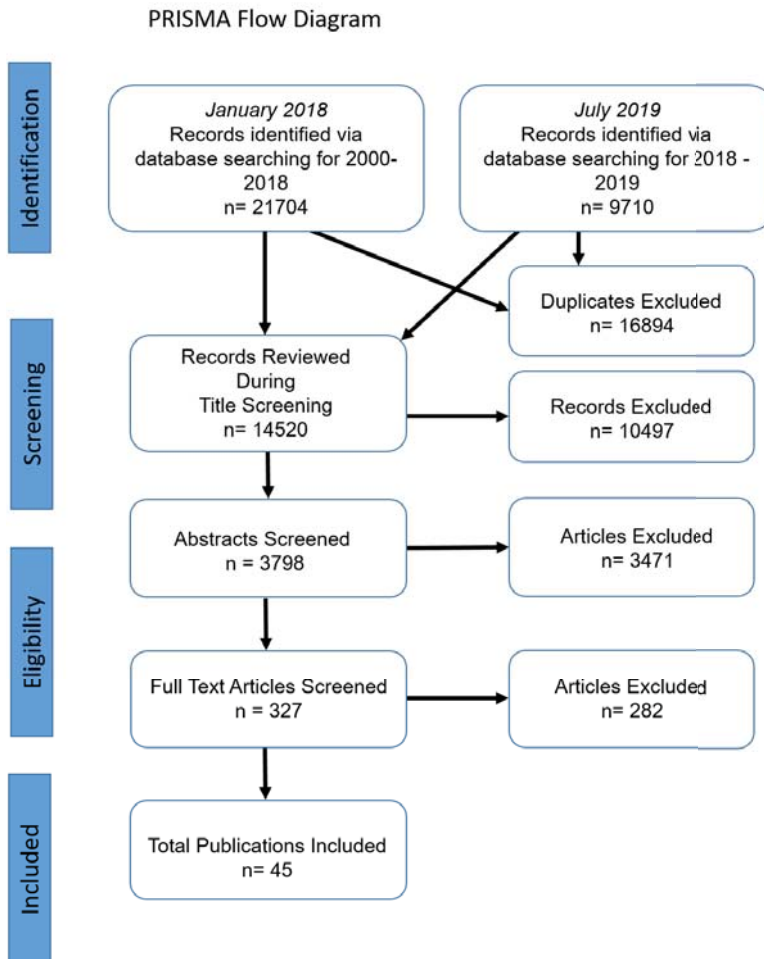 PRISMA Flow Diagram
Identification
January 2018
Records identified via
database searching for 2000-
2018
n= 21704
July 2019
Records identified via
database searching for 2018 -
2019
n= 9710
Duplicates Excluded
n= 16894
Screening
Records Reviewed
During
Title Screening
n= 14520
Records Excluded
n= 10497
Abstracts Screened
n = 3798
Articles Excluded
n= 3471
Eligibility
Full Text Articles Screened
n = 327
Articles Excluded
n= 282
Included
Total Publications Included
n= 45